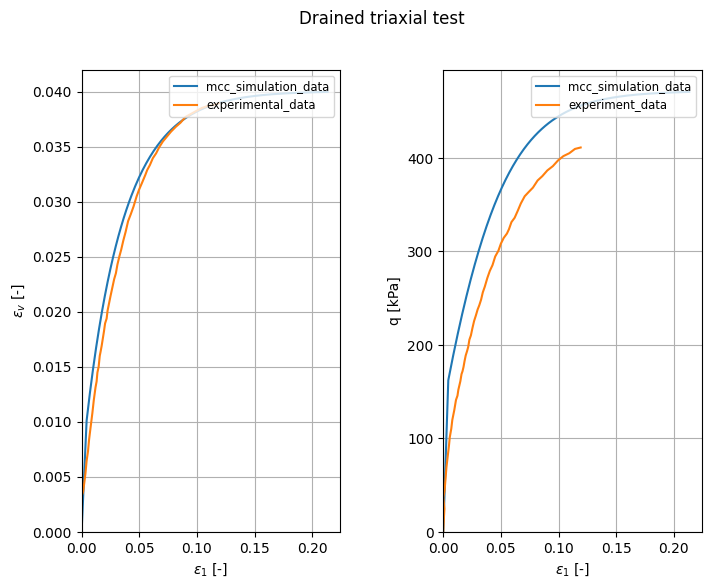 Drained triaxial test
mcc_simulation_data
experimental_data
0.040
0.035
0.030
0.025
0.020
0.015
0.010
0.005
0.000
εv [-]
0.00 0.05 0.10 0.15 0.20
ε1 [-]
mcc_simulation_data
experiment_data
400
300
200
100
0
q [kPa]
0.00 0.05 0.10 0.15 0.20
ε1 [-]